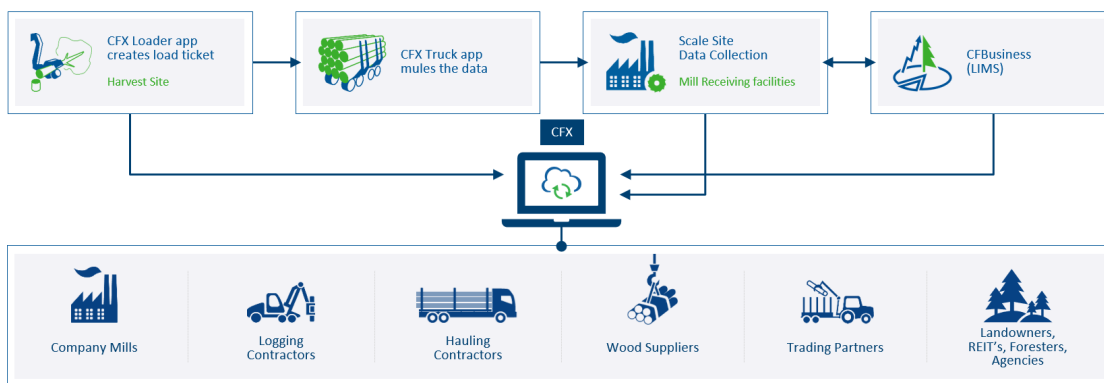 CFX Loader app
creates load ticket
Harvest Site
CFX Truck app
mules the data
Scale Site
Data Collection
Mill Receiving facilities
CFBusiness
(LIMS)
CFX
Company Mills
Logging
Contractors
Hauling
Contractors
Wood Suppliers
Trading Partners
Landowners,
REIT's, Foresters,
Agencies